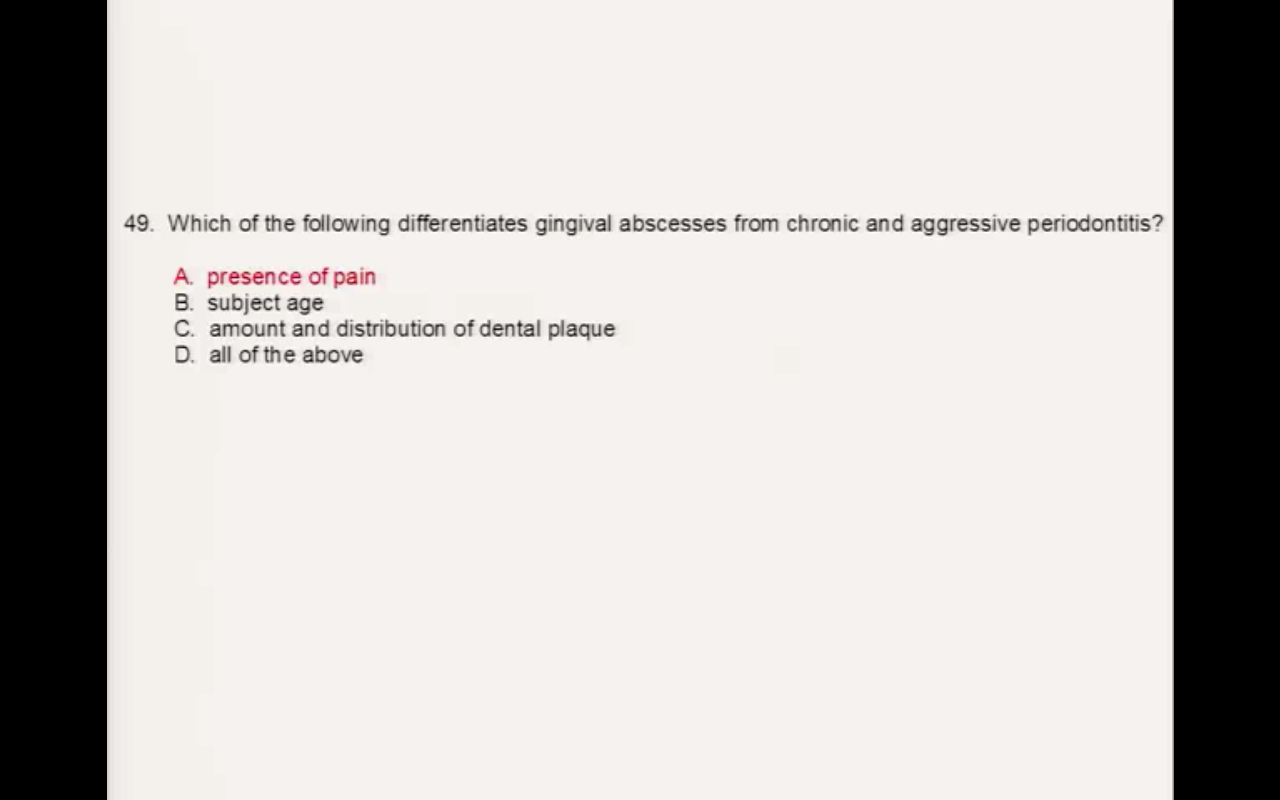 49. Which of the following differentiates gingival abscesses from chronic and aggressive periodontitis?
A. presence of pain
B. subject age
C. amount and distribution of dental plaque
D. all of the above